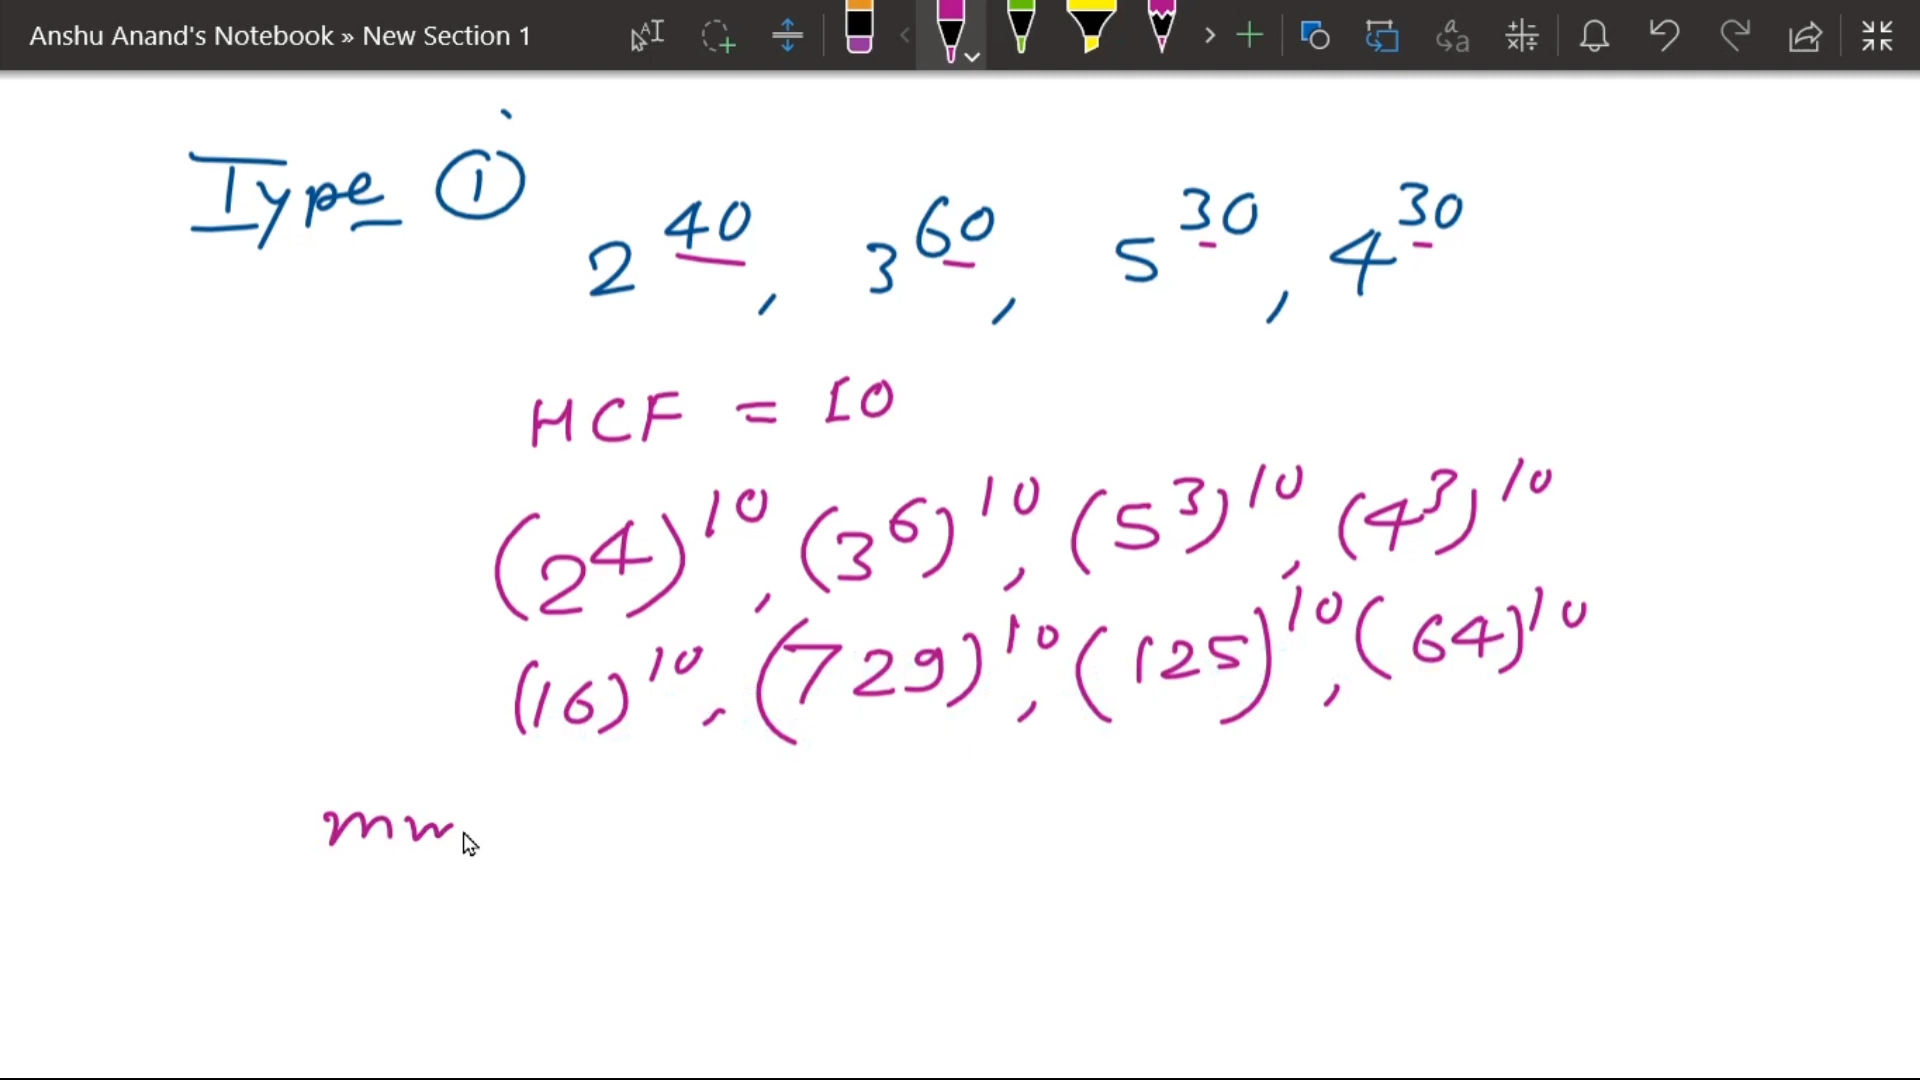 Anshu Anand's Notebook » New Section 1
Type ①
2^40, 3^60, 5^30, 4^30
HCF = 10
(2^4)^10, (3^6)^10, (5^3)^10, (4^3)^10
(16)^10, (729)^10, (125)^10, (64)^10